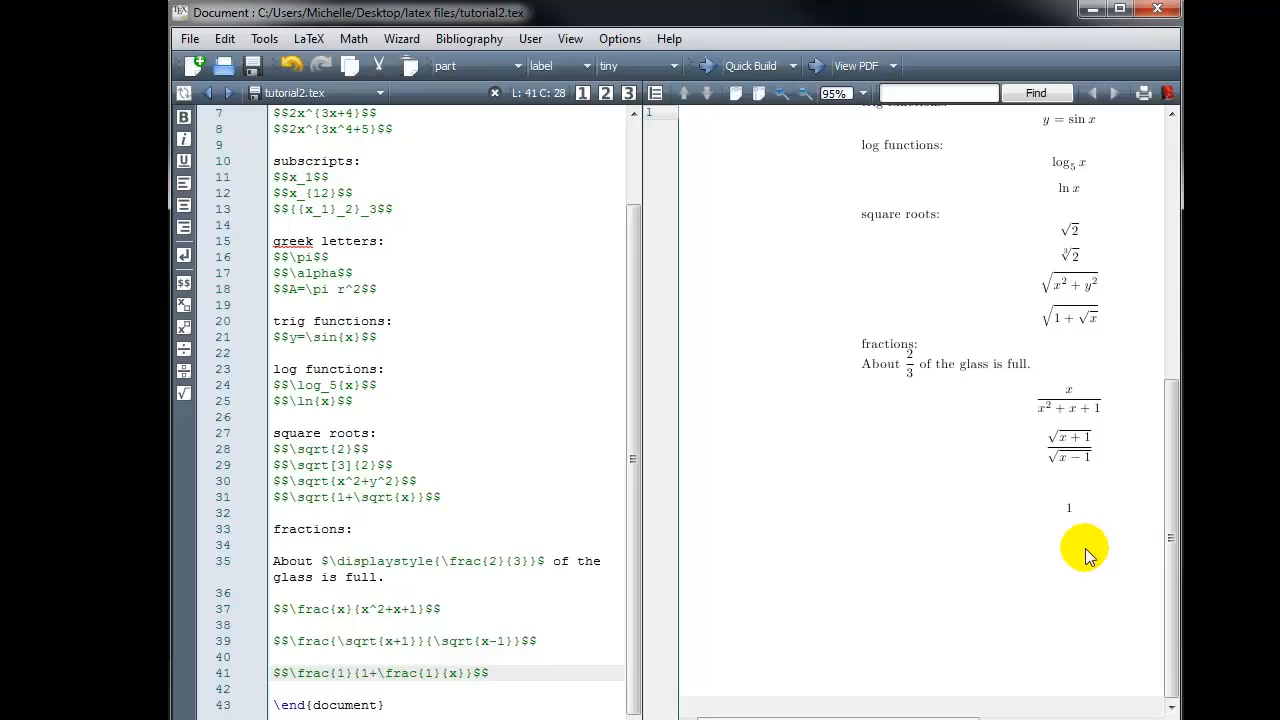 Document : C:/Users/Michelle/Desktop/latex files/tutorial2.tex
File Edit Tools LaTeX Math Wizard Bibliography User View Options Help
part label tiny Quick Build View PDF
tutorial2.tex L: 41 C: 28 1 2 3 95% Find
7 $$2x^{3x+4}$$
8 $$2x^{3x^4+5}$$
9
10 subscripts:
11 $$x_1$$
12 $$x_{12}$$
13 $${{x_1}_2}_3$$
14
15 greek letters:
16 $$\pi$$
17 $$\alpha$$
18 $$A=\pi r^2$$
19
20 trig functions:
21 $$y=\sin{x}$$
22
23 log functions:
24 $$\log_5{x}$$
25 $$\ln{x}$$
26
27 square roots:
28 $$\sqrt{2}$$
29 $$\sqrt[3]{2}$$
30 $$\sqrt{x^2+y^2}$$
31 $$\sqrt{1+\sqrt{x}}$$
32
33 fractions:
34
35 About $\displaystyle{\frac{2}{3}}$ of the
glass is full.
36
37 $$\frac{x}{x^2+x+1}$$
38
39 $$\frac{\sqrt{x+1}}{\sqrt{x-1}}$$
40
41 $$\frac{1}{1+\frac{1}{x}}$$
42
43 \end{document}
1
trig functions:
y = sin x
log functions:
log₅ x
ln x
square roots:
√2
∛2
√(x² + y²)
√(1 + √x)
fractions:
About 2/3 of the glass is full.
x
x² + x + 1
√(x + 1)
√(x − 1)
1